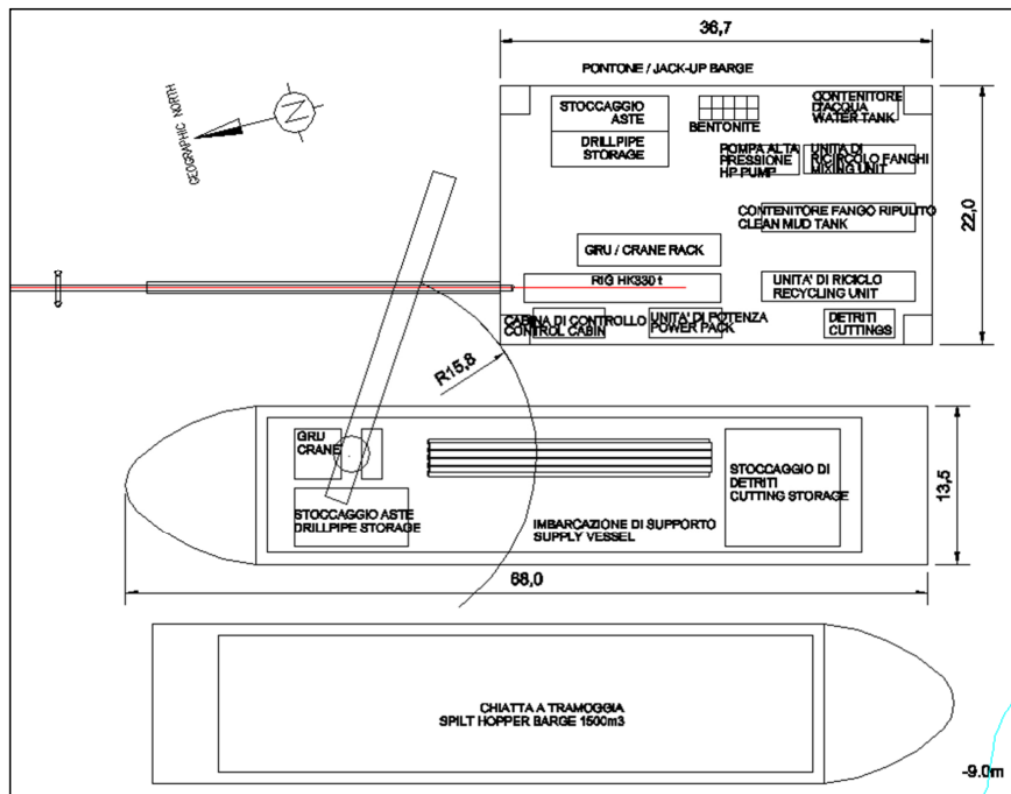 36,7
PONTONE / JACK-UP BARGE
GEOGRAPHIC NORTH
N
STOCCAGGIO
ASTE
DRILLPIPE
STORAGE
BENTONITE
CONTENITORE
D'ACQUA
WATER TANK
POMPA ALTA
PRESSIONE
HP PUMP
UNITA DI
RICIRCOLO FANGHI
MIXING UNIT
22,0
CONTENITORE FANGO RIPULITO
CLEAN MUD TANK
GRU / CRANE RACK
RIG HK330 t
UNITA' DI RICICLO
RECYCLING UNIT
CABINA DI CONTROLLO
CONTROL CABIN
UNITA' DI POTENZA
POWER PACK
DETRITI
CUTTINGS
R15,8
GRU
CRANE
STOCCAGGIO DI
DETRITI
CUTTING STORAGE
13,5
STOCCAGGIO ASTE
DRILLPIPE STORAGE
IMBARCAZIONE DI SUPPORTO
SUPPLY VESSEL
68,0
CHIATTA A TRAMOGGIA
SPILT HOPPER BARGE 1500m3
-9.0m